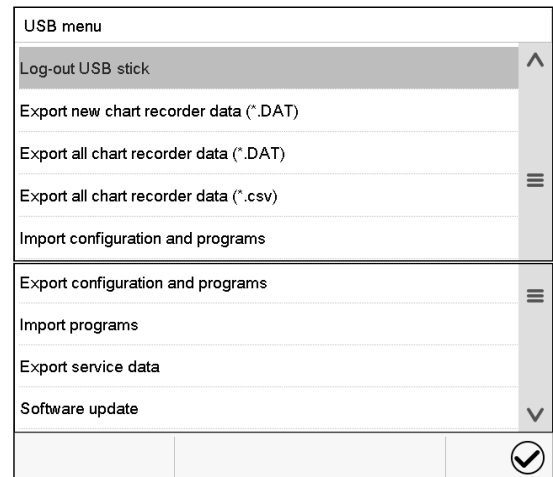 USB menu
Log-out USB stick
Export new chart recorder data (*.DAT)
Export all chart recorder data (*.DAT)
Export all chart recorder data (*.csv)
Import configuration and programs
Export configuration and programs
Import programs
Export service data
Software update